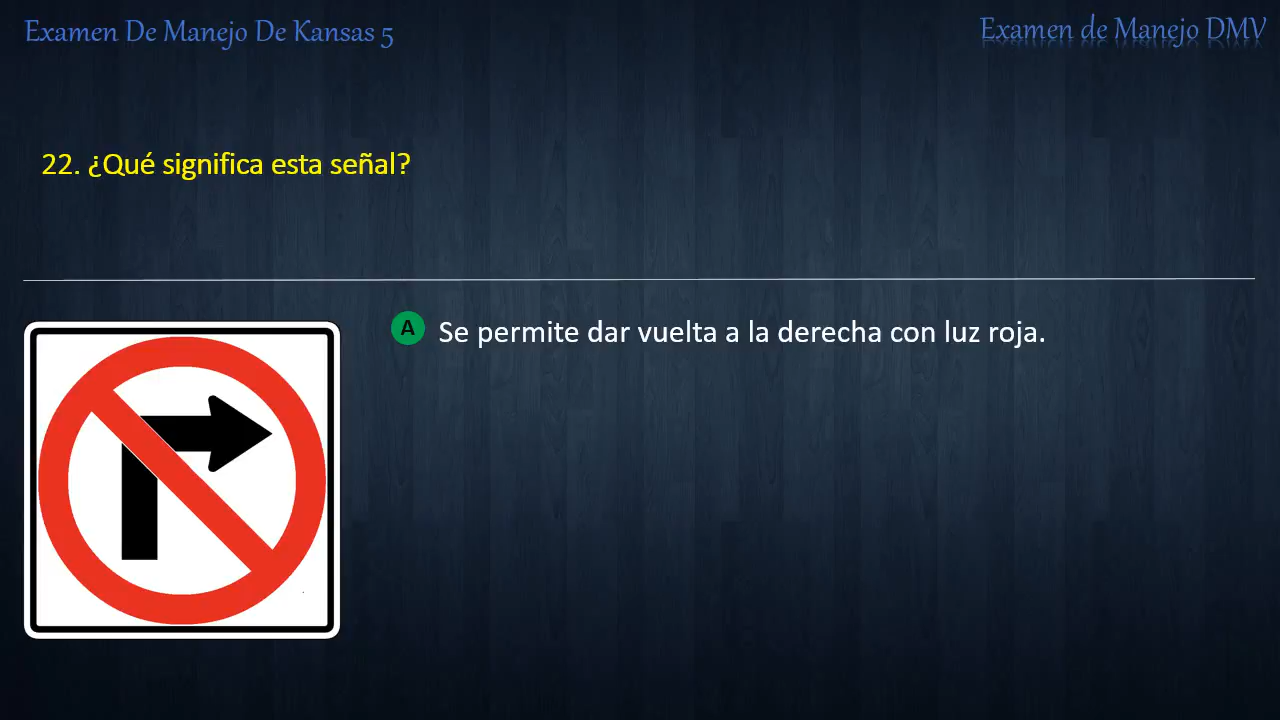 Examen De Manejo De Kansas 5
Examen de Manejo DMV
22. ¿Qué significa esta señal?
A Se permite dar vuelta a la derecha con luz roja.